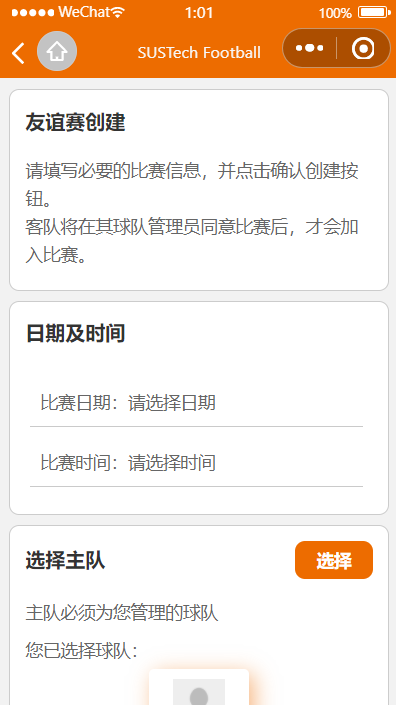 WeChat
1:01
100%
SUSTech Football
友谊赛创建
请填写必要的比赛信息，并点击确认创建按
钮。
客队将在其球队管理员同意比赛后，才会加
入比赛。
日期及时间
比赛日期：请选择日期
比赛时间：请选择时间
选择主队
选择
主队必须为您管理的球队
您已选择球队：